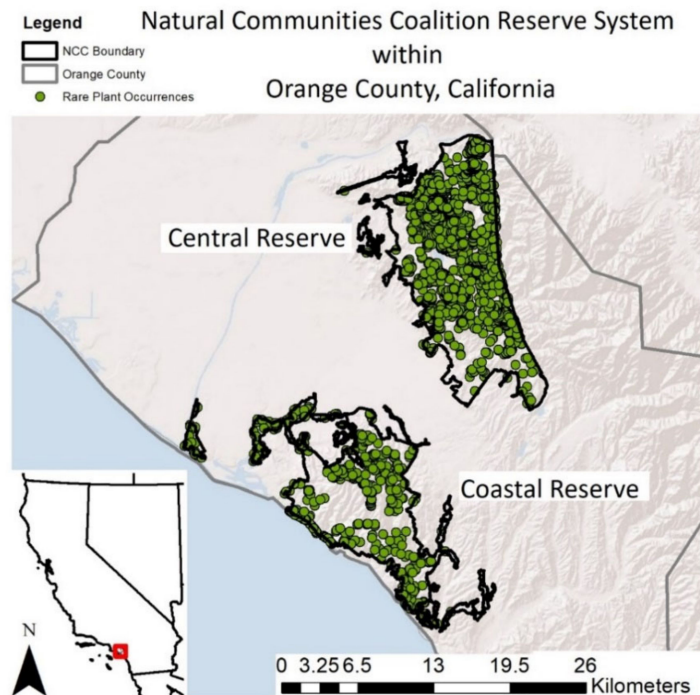 Natural Communities Coalition Reserve System
within
Orange County, California
Legend
NCC Boundary
Orange County
Rare Plant Occurrences
Central Reserve
Coastal Reserve
N
0 3.25 6.5 13 19.5 26
Kilometers